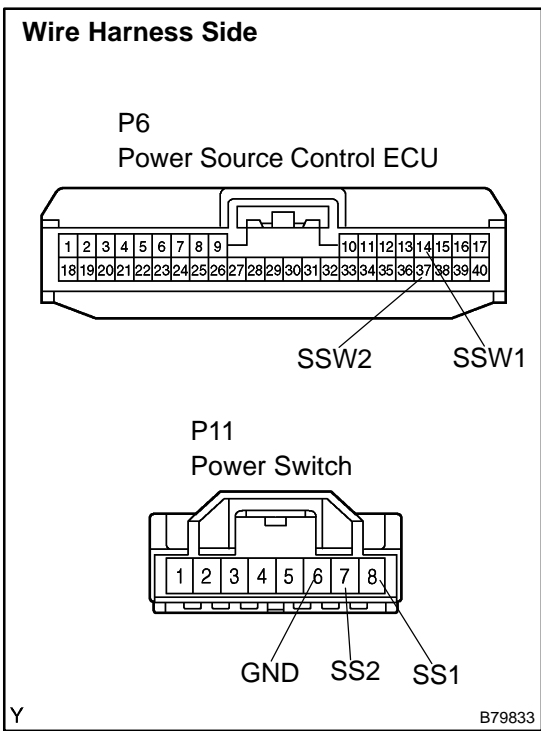 Wire Harness Side
P6
Power Source Control ECU
1 2 3 4 5 6 7 8 9 10 11 12 13 14 15 16 17
18 19 20 21 22 23 24 25 26 27 28 29 30 31 32 33 34 35 36 37 38 39 40
SSW2 SSW1
P11
Power Switch
1 2 3 4 5 6 7 8
GND SS2 SS1
Y B79833